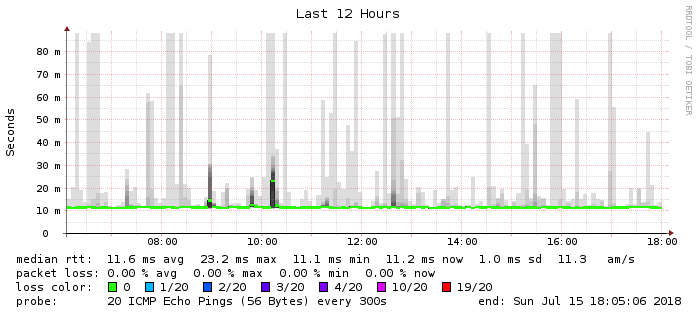 Last 12 Hours
RRDTOOL / TOBI OETIKER
Seconds
80 m
70 m
60 m
50 m
40 m
30 m
20 m
10 m
0
08:00 10:00 12:00 14:00 16:00 18:00
median rtt: 11.6 ms avg 23.2 ms max 11.1 ms min 11.2 ms now 1.0 ms sd 11.3 am/s
packet loss: 0.00 % avg 0.00 % max 0.00 % min 0.00 % now
loss color: 0 1/20 2/20 3/20 4/20 10/20 19/20
probe: 20 ICMP Echo Pings (56 Bytes) every 300s end: Sun Jul 15 18:05:06 2018